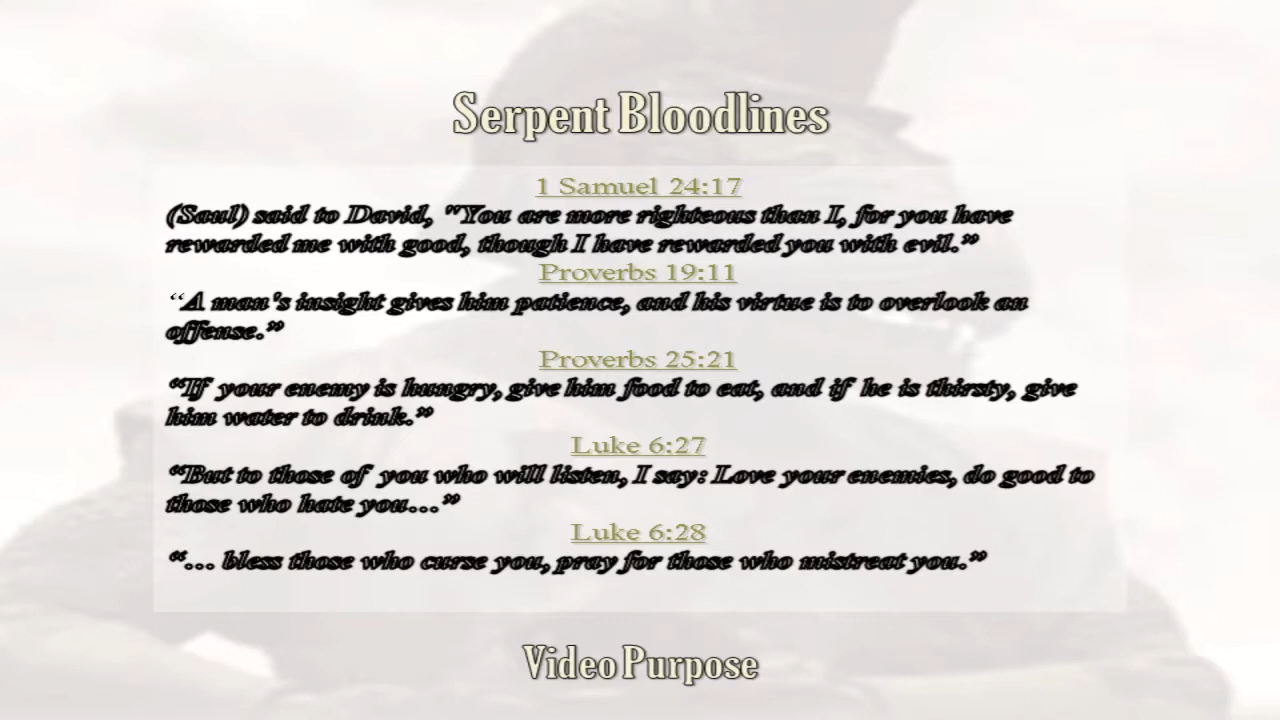 Serpent Bloodlines
1 Samuel 24:17
(Saul) said to David, "You are more righteous than I, for you have
rewarded me with good, though I have rewarded you with evil.”
Proverbs 19:11
“A man's insight gives him patience, and his virtue is to overlook an
offense.”
Proverbs 25:21
“If your enemy is hungry, give him food to eat, and if he is thirsty, give
him water to drink.”
Luke 6:27
“But to those of you who will listen, I say: Love your enemies, do good to
those who hate you…”
Luke 6:28
“… bless those who curse you, pray for those who mistreat you.”
Video Purpose